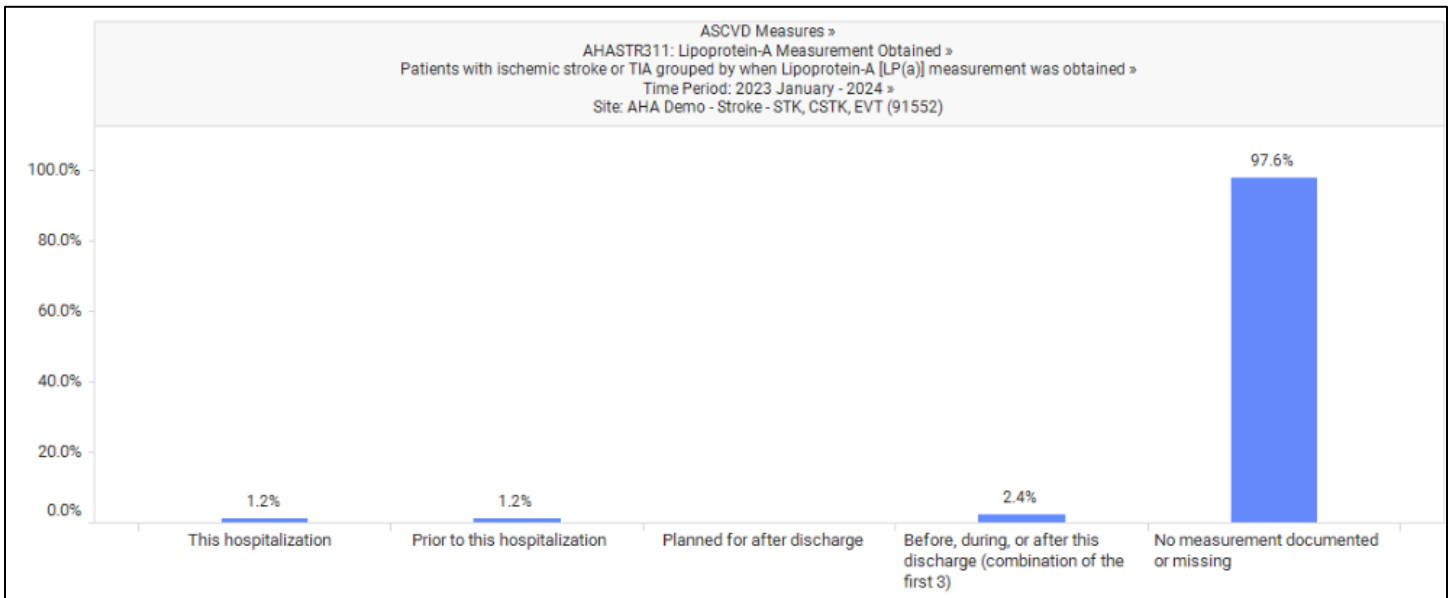 ASCVD Measures »
AHASTR311: Lipoprotein-A Measurement Obtained »
Patients with ischemic stroke or TIA grouped by when Lipoprotein-A [LP(a)] measurement was obtained »
Time Period: 2023 January - 2024 »
Site: AHA Demo - Stroke - STK, CSTK, EVT (91552)
100.0%
80.0%
60.0%
40.0%
20.0%
0.0%
1.2%
1.2%
2.4%
97.6%
This hospitalization
Prior to this hospitalization
Planned for after discharge
Before, during, or after this
discharge (combination of the
first 3)
No measurement documented
or missing